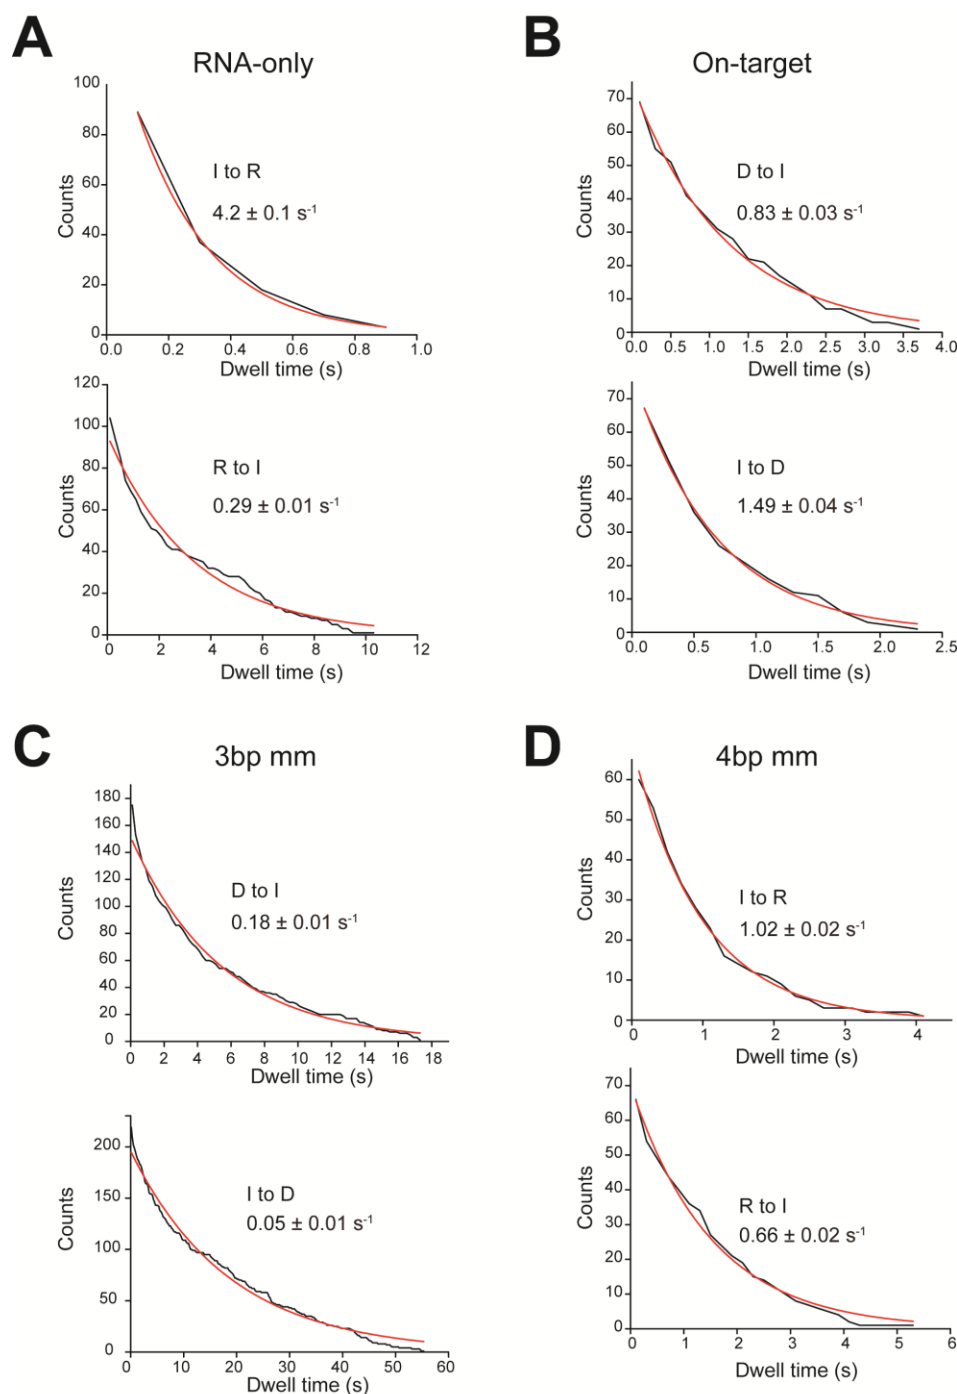 A
RNA-only
100
80
60
40
20
0
Counts
I to R
4.2 ± 0.1 s⁻¹
0.0 0.2 0.4 0.6 0.8 1.0
Dwell time (s)
120
100
80
60
40
20
0
Counts
R to I
0.29 ± 0.01 s⁻¹
0 2 4 6 8 10 12
Dwell time (s)
B
On-target
70
60
50
40
30
20
10
0
Counts
D to I
0.83 ± 0.03 s⁻¹
0.0 0.5 1.0 1.5 2.0 2.5 3.0 3.5 4.0
Dwell time (s)
70
60
50
40
30
20
10
0
Counts
I to D
1.49 ± 0.04 s⁻¹
0.0 0.5 1.0 1.5 2.0 2.5
Dwell time (s)
C
3bp mm
180
160
140
120
100
80
60
40
20
0
Counts
D to I
0.18 ± 0.01 s⁻¹
0 2 4 6 8 10 12 14 16 18
Dwell time (s)
200
150
100
50
0
Counts
I to D
0.05 ± 0.01 s⁻¹
0 10 20 30 40 50 60
Dwell time (s)
D
4bp mm
60
50
40
30
20
10
0
Counts
I to R
1.02 ± 0.02 s⁻¹
0 1 2 3 4
Dwell time (s)
70
60
50
40
30
20
10
0
Counts
R to I
0.66 ± 0.02 s⁻¹
0 1 2 3 4 5 6
Dwell time (s)